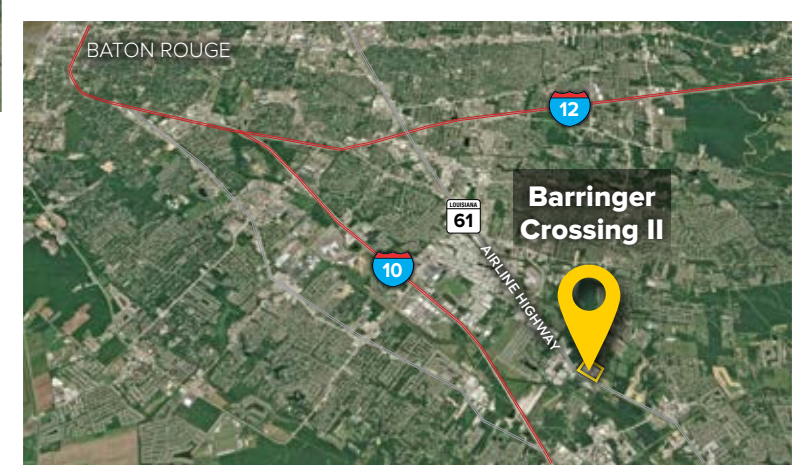 BATON ROUGE
12
Barringer
Crossing II
LOUISIANA
61
10
AIRLINE HIGHWAY